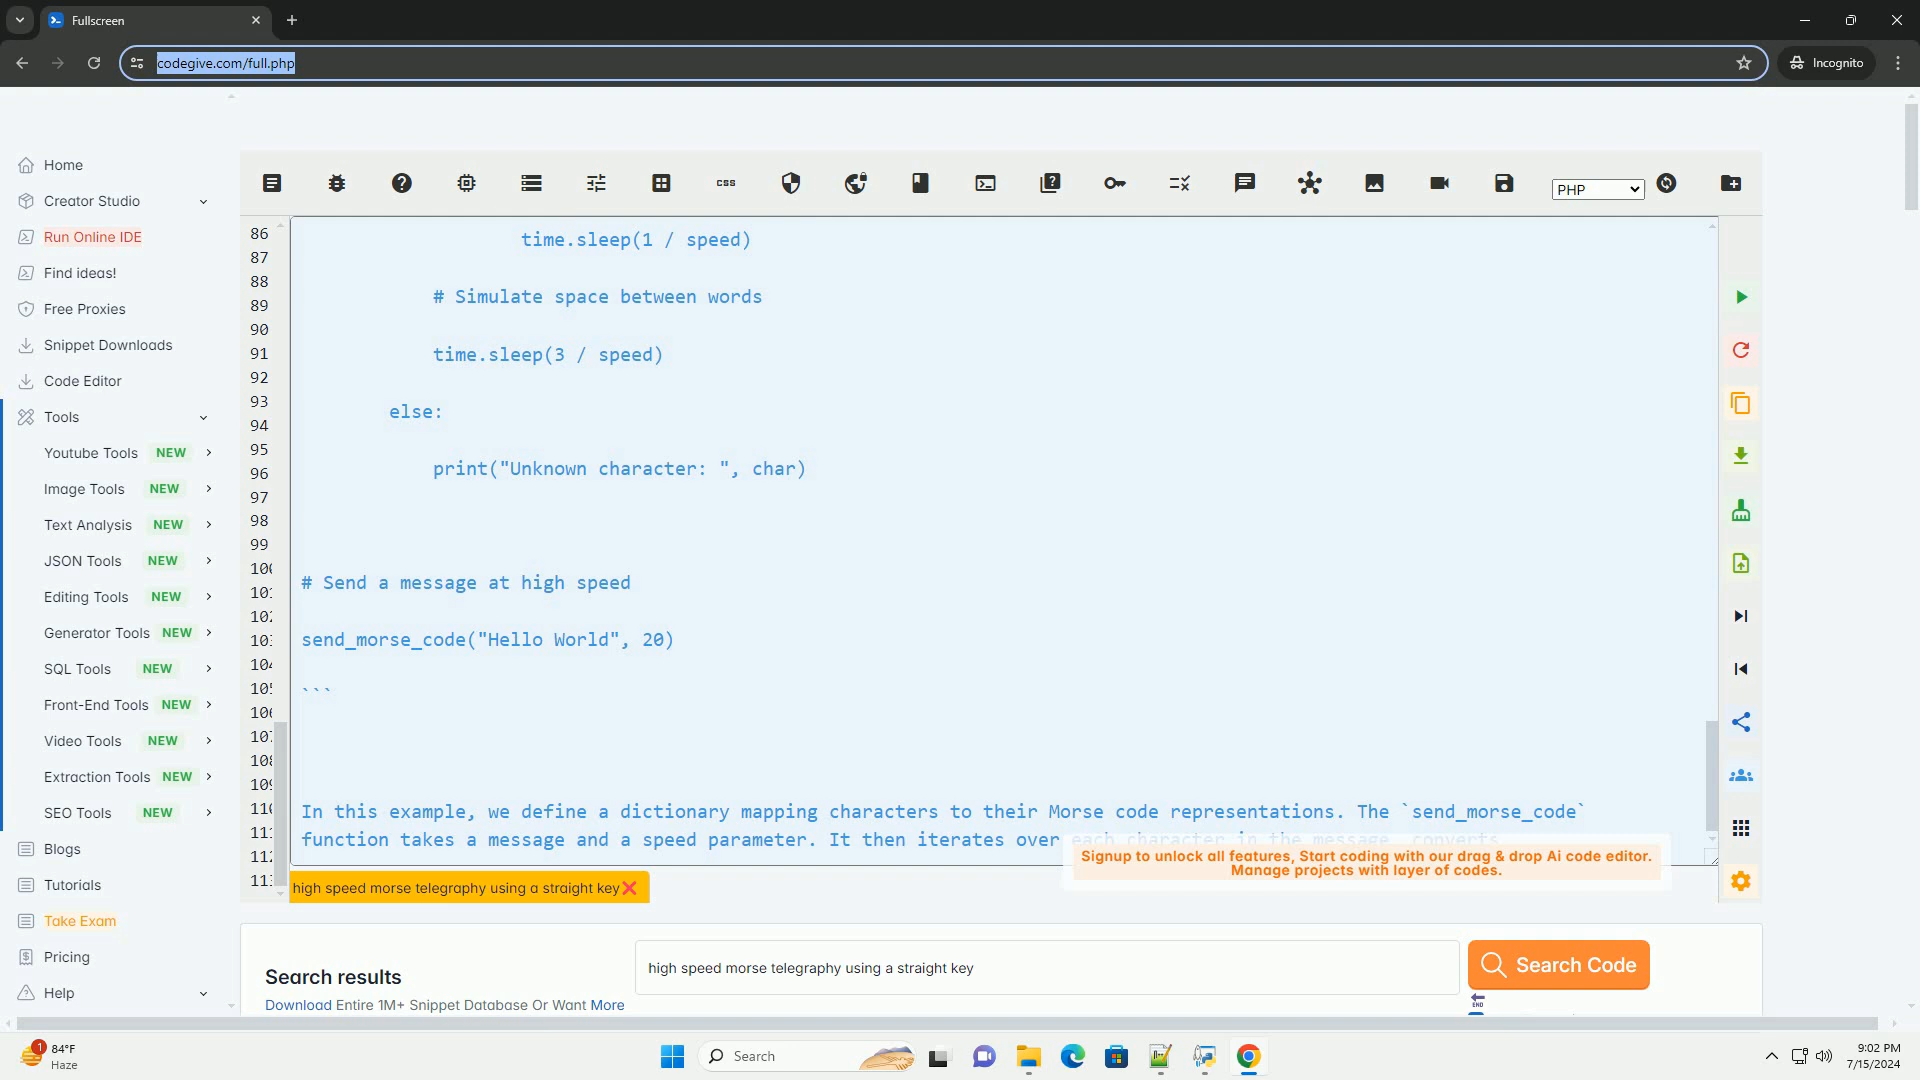 Fullscreen
codegive.com/full.php
Incognito
Home
Creator Studio
Run Online IDE
Find ideas!
Free Proxies
Snippet Downloads
Code Editor
Tools
Youtube Tools NEW
Image Tools NEW
Text Analysis NEW
JSON Tools NEW
Editing Tools NEW
Generator Tools NEW
SQL Tools NEW
Front-End Tools NEW
Video Tools NEW
Extraction Tools NEW
SEO Tools NEW
Blogs
Tutorials
Take Exam
Pricing
Help
css
PHP
86
87
88
89
90
91
92
93
94
95
96
97
98
99
time.sleep(1 / speed)
# Simulate space between words
time.sleep(3 / speed)
else:
print("Unknown character: ", char)
# Send a message at high speed
send_morse_code("Hello World", 20)
```
In this example, we define a dictionary mapping characters to their Morse code representations. The `send_morse_code`
function takes a message and a speed parameter. It then iterates over each character in the message, converts
Signup to unlock all features, Start coding with our drag & drop Ai code editor.
Manage projects with layer of codes.
high speed morse telegraphy using a straight key
Search results
high speed morse telegraphy using a straight key
Search Code
Download Entire 1M+ Snippet Database Or Want More
END
1
84°F
Haze
Search
9:02 PM
7/15/2024